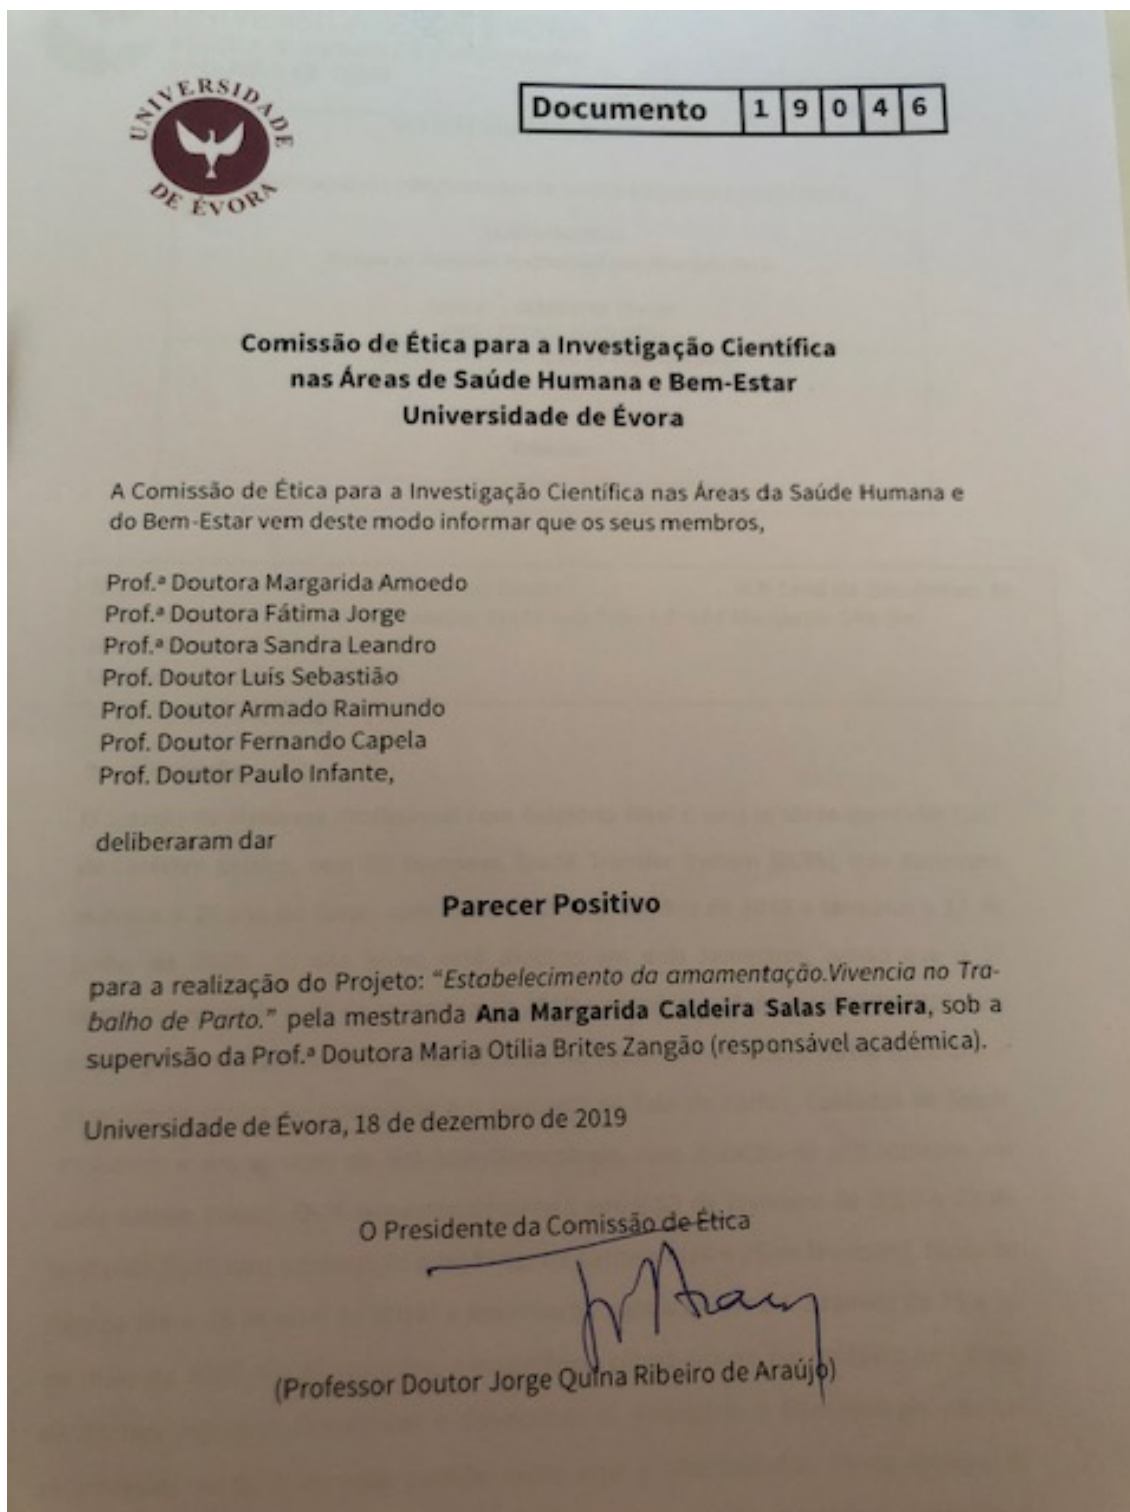 UNIVERSIDADE
DE ÉVORA
Documento 1 9 0 4 6
Comissão de Ética para a Investigação Científica
nas Áreas de Saúde Humana e Bem-Estar
Universidade de Évora
A Comissão de Ética para a Investigação Científica nas Áreas da Saúde Humana e
do Bem-Estar vem deste modo informar que os seus membros,
Prof.ª Doutora Margarida Amoedo
Prof.ª Doutora Fátima Jorge
Prof.ª Doutora Sandra Leandro
Prof. Doutor Luís Sebastião
Prof. Doutor Armado Raimundo
Prof. Doutor Fernando Capela
Prof. Doutor Paulo Infante,
deliberaram dar
Parecer Positivo
para a realização do Projeto: “Estabelecimento da amamentação.Vivencia no Tra-
balho de Parto.” pela mestranda Ana Margarida Caldeira Salas Ferreira, sob a
supervisão da Prof.ª Doutora Maria Otília Brites Zangão (responsável académica).
Universidade de Évora, 18 de dezembro de 2019
O Presidente da Comissão de Ética
(Professor Doutor Jorge Quina Ribeiro de Araújo)